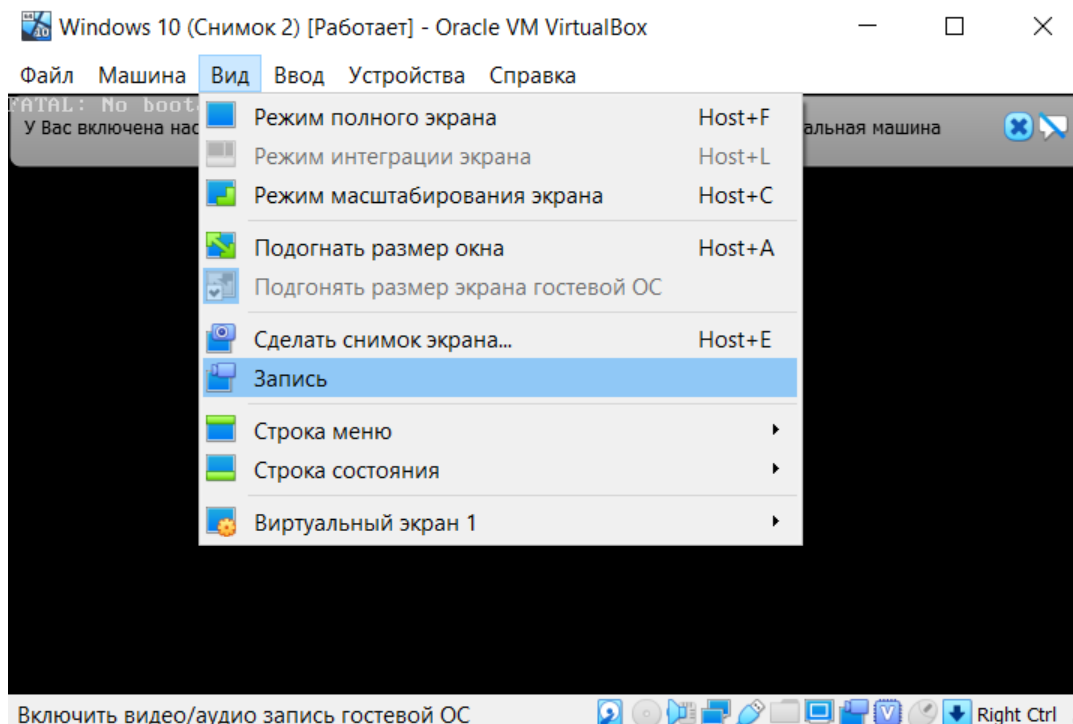 Windows 10 (Снимок 2) [Работает] - Oracle VM VirtualBox
Файл Машина Вид Ввод Устройства Справка
FATAL: No boot
У Вас включена нас
альная машина
Режим полного экрана Host+F
Режим интеграции экрана Host+L
Режим масштабирования экрана Host+C
Подогнать размер окна Host+A
Подгонять размер экрана гостевой ОС
Сделать снимок экрана... Host+E
Запись
Строка меню
Строка состояния
Виртуальный экран 1
Включить видео/аудио запись гостевой ОС
Right Ctrl